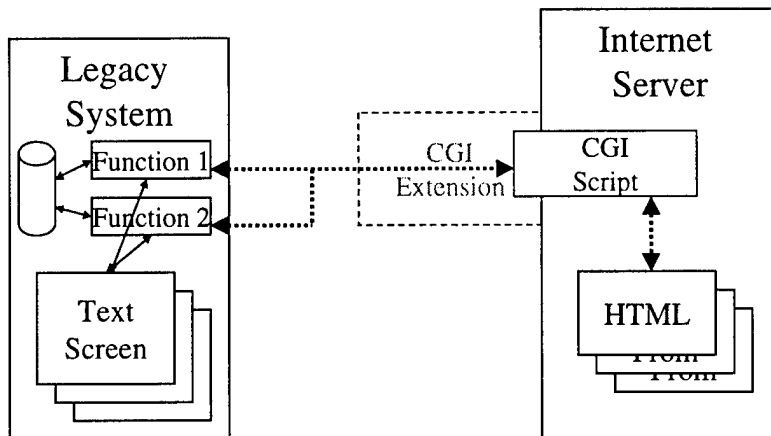 Legacy
System
Function 1
Function 2
Text
Screen
CGI
Extension
Internet
Server
CGI
Script
HTML